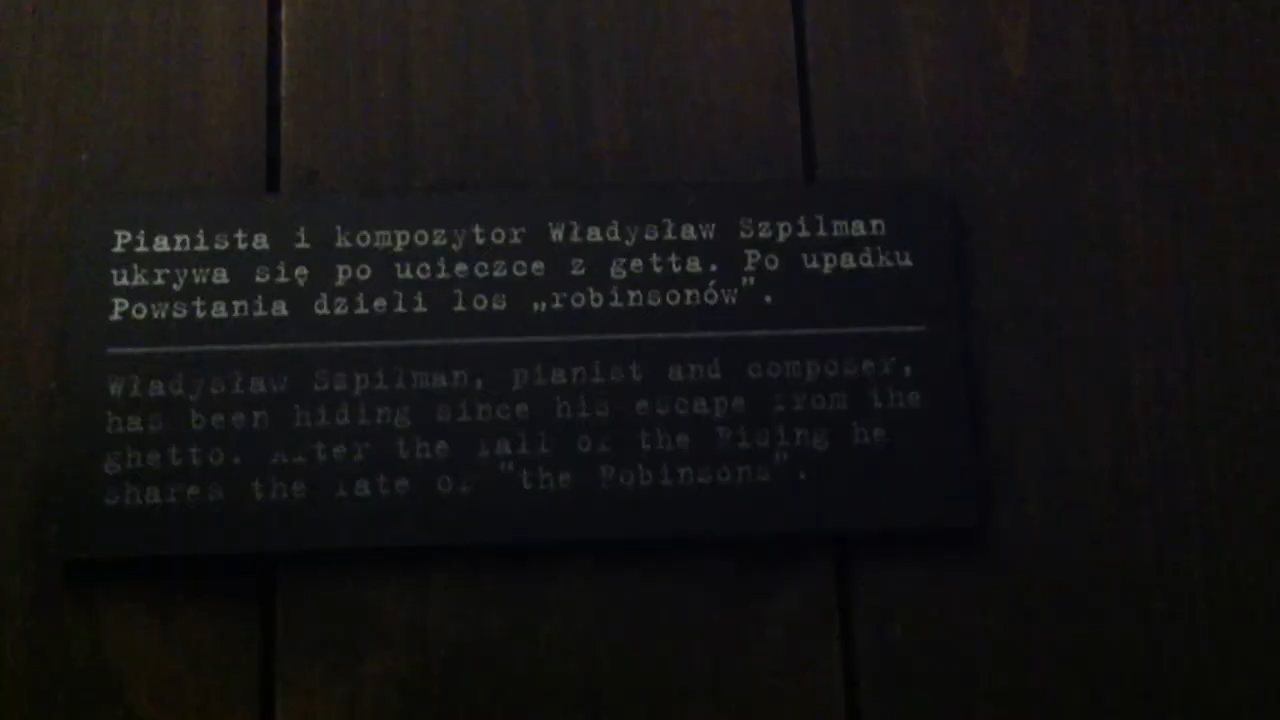 Pianista i kompozytor Władysław Szpilman
ukrywa się po ucieczce z getta. Po upadku
Powstania dzieli los „robinsonów”.
Władysław Szpilman, pianist and composer,
has been hiding since his escape from the
ghetto. After the fall of the Rising he
shares the fate of “the Robinsons”.